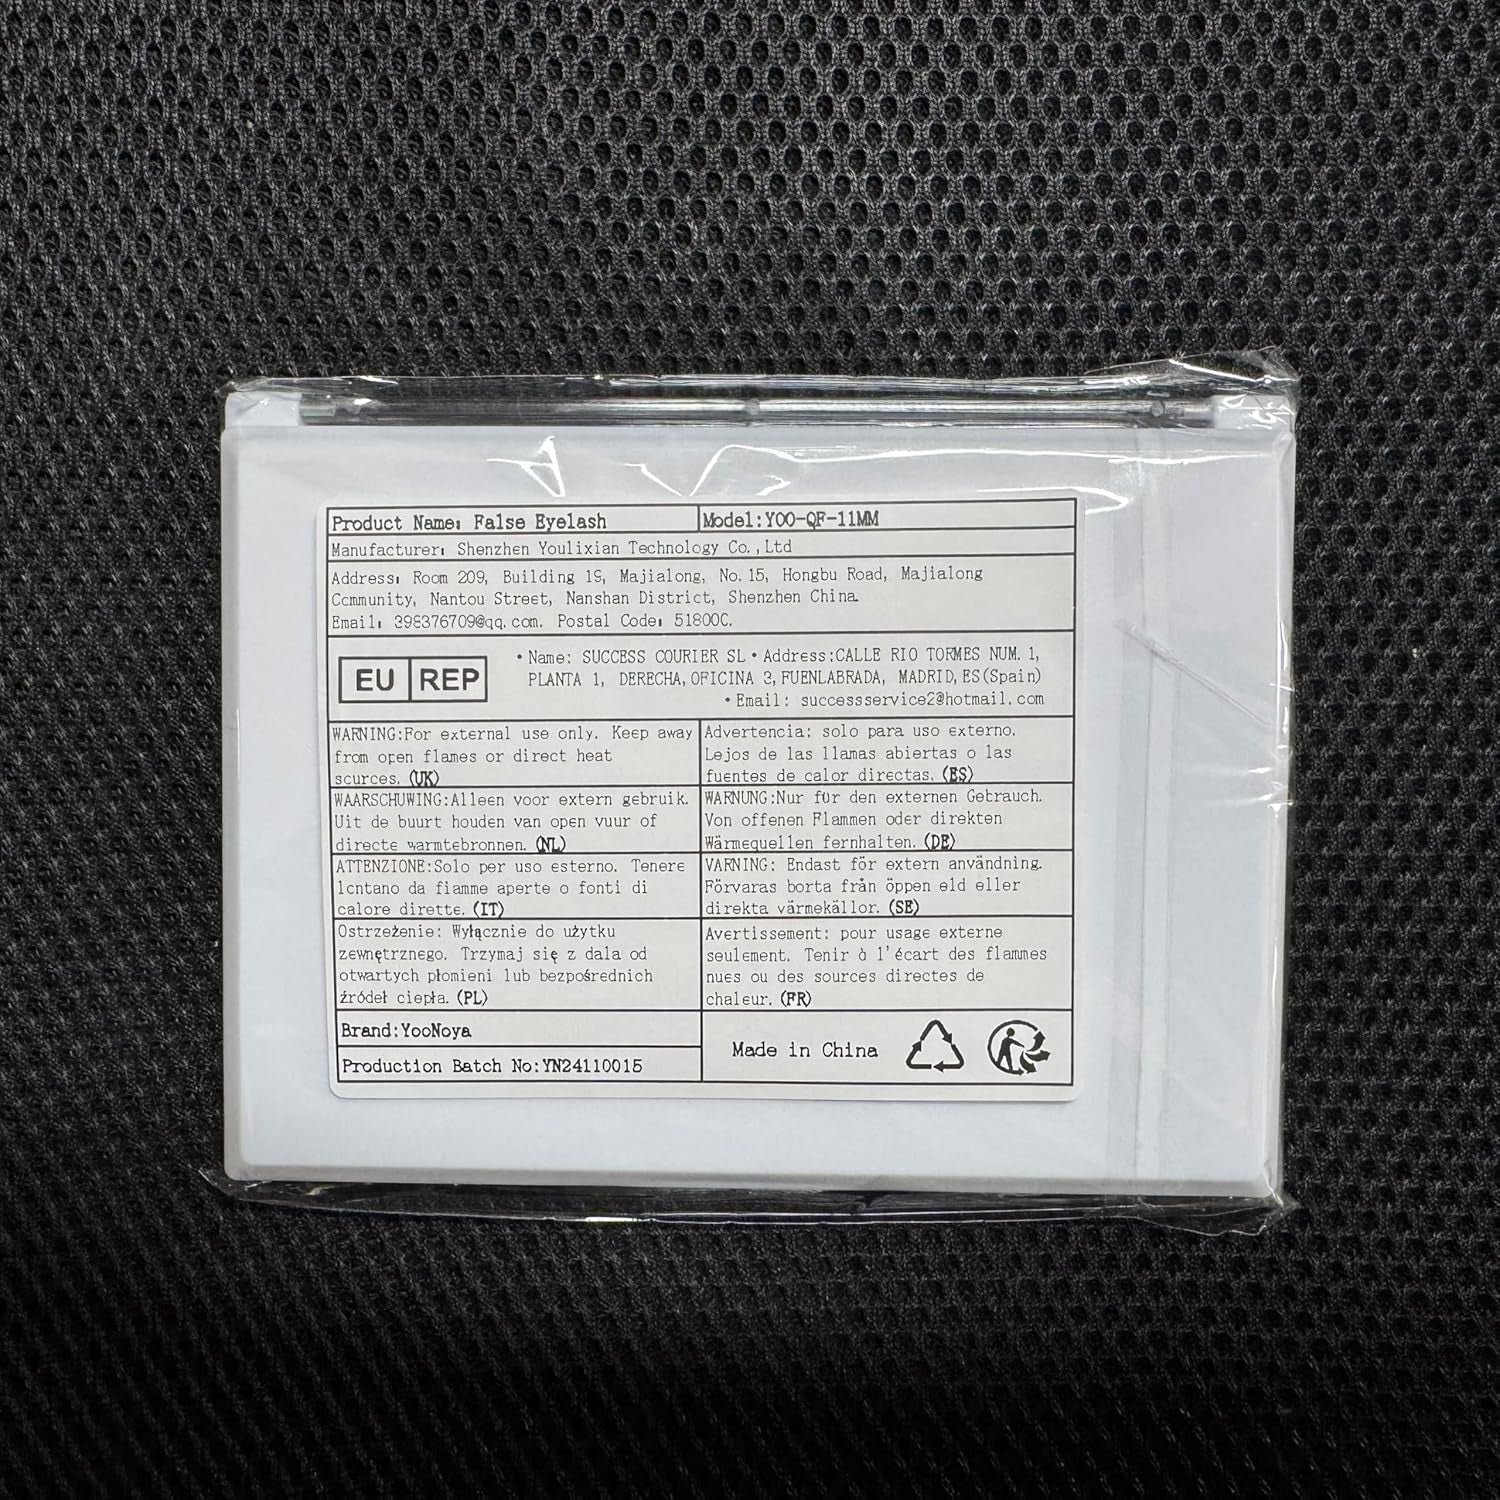 Product Name: False Eyelash
Model:YOO-QF-11MM
Manufacturer: Shenzhen Youlixian Technology Co.,Ltd
Address: Room 209, Building 19, Majialong, No.15, Hongbu Road, Majialong
Community, Nantou Street, Nanshan District, Shenzhen China
Email: 398376709@qq.com. Postal Code: 518000.
EU REP
• Name: SUCCESS COURIER SL • Address:CALLE RIO TORMES NUM. 1,
PLANTA 1, DERECHA, OFICINA 3, FUENLABRADA, MADRID, ES(Spain)
• Email: successservice2@hotmail.com
WARNING:For external use only. Keep away
from open flames or direct heat
sources. (UK)
Advertencia: solo para uso externo.
Lejos de las llamas abiertas o las
fuentes de calor directas. (ES)
WAARSCHUWING:Alleen voor extern gebruik.
Uit de buurt houden van open vuur of
directe warmtebronnen. (NL)
WARNUNG:Nur für den externen Gebrauch.
Von offenen Flammen oder direkten
Wärmequellen fernhalten. (DE)
ATTENZIONE:Solo per uso esterno. Tenere
lontano da fiamme aperte o fonti di
calore dirette. (IT)
VARNING: Endast för extern användning.
Förvaras borta från öppen eld eller
direkta värmekällor. (SE)
Ostrzeżenie: Wyłącznie do użytku
zewnętrznego. Trzymaj się z dala od
otwartych płomieni lub bezpośrednich
źródeł ciepła. (PL)
Avertissement: pour usage externe
seulement. Tenir à l'écart des flammes
nues ou des sources directes de
chaleur. (FR)
Brand:YooNoya
Production Batch No:YN24110015
Made in China